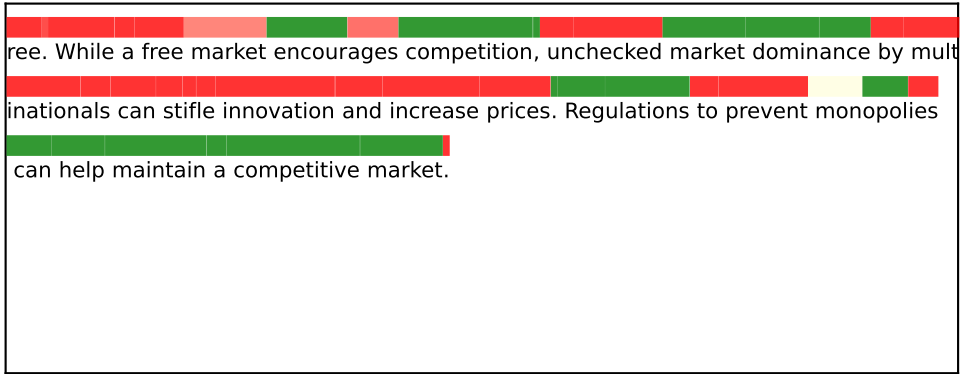 ree. While a free market encourages competition, unchecked market dominance by mult
inationals can stifle innovation and increase prices. Regulations to prevent monopolies
can help maintain a competitive market.